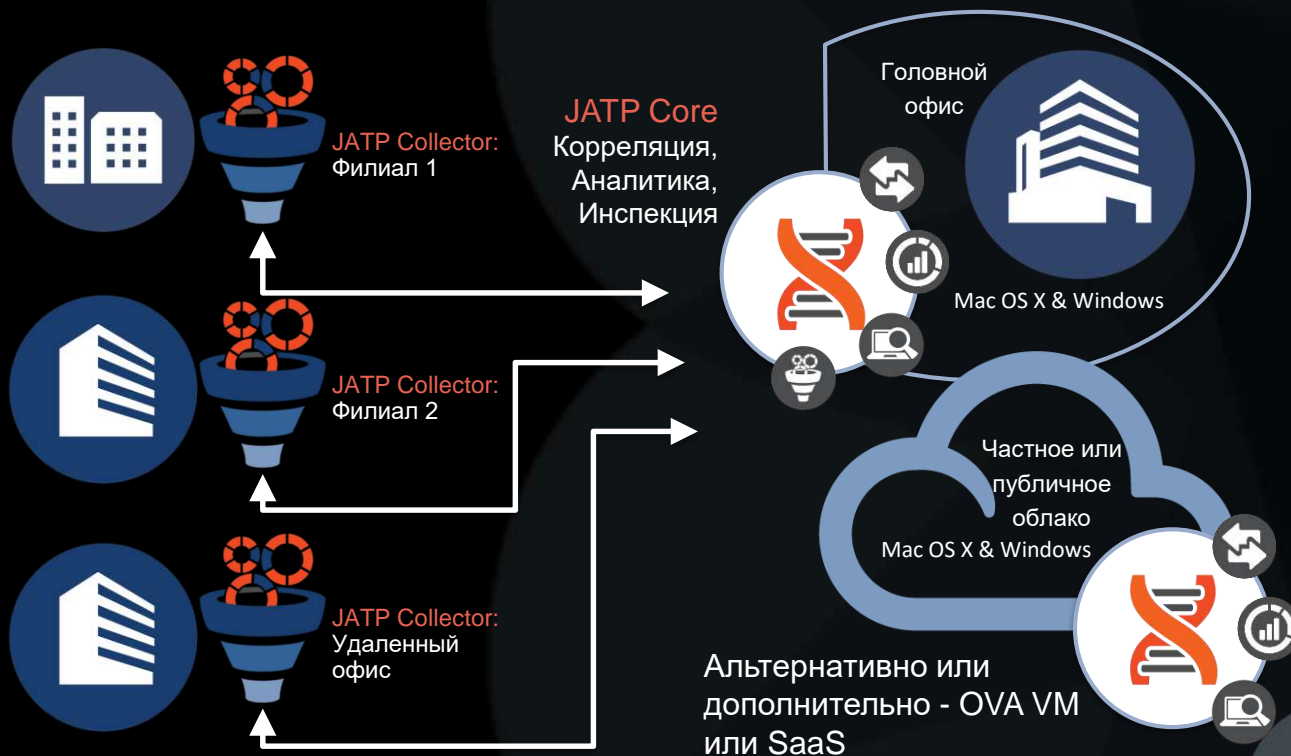 JATP Collector:
Филиал 1
JATP Collector:
Филиал 2
JATP Collector:
Удаленный
офис
JATP Core
Корреляция,
Аналитика,
Инспекция
Головной
офис
Mac OS X & Windows
Частное или
публичное
облако
Mac OS X & Windows
Альтернативно или
дополнительно - OVA VM
или SaaS